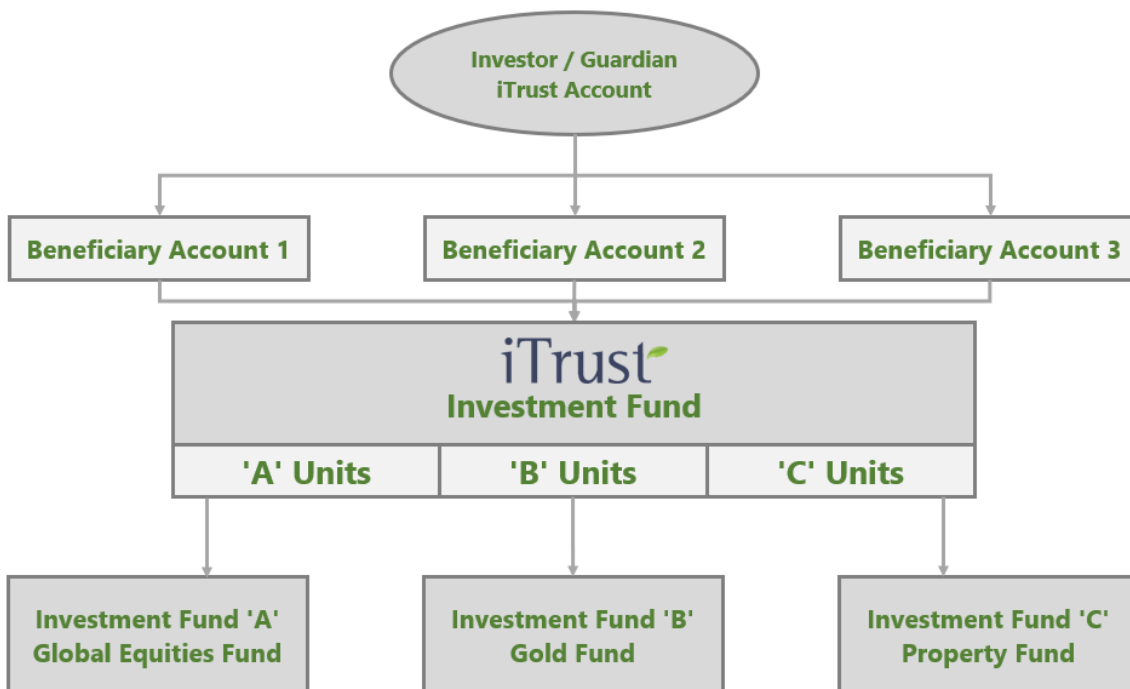 Investor / Guardian
iTrust Account
Beneficiary Account 1
Beneficiary Account 2
Beneficiary Account 3
iTrust
Investment Fund
'A' Units
'B' Units
'C' Units
Investment Fund 'A'
Global Equities Fund
Investment Fund 'B'
Gold Fund
Investment Fund 'C'
Property Fund